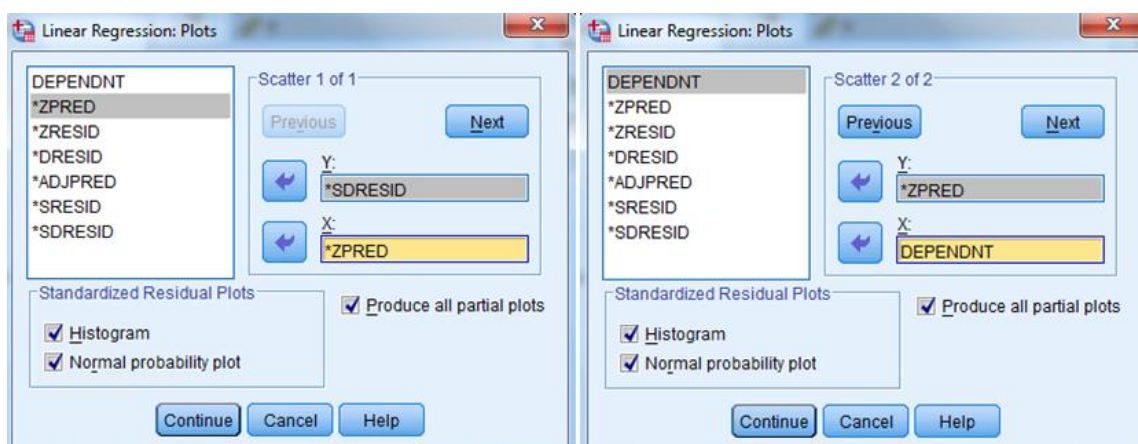 Linear Regression: Plots
DEPENDNT
*ZPRED
*ZRESID
*DRESID
*ADJPRED
*SRESID
*SDRESID
Scatter 1 of 1
Previous
Next
Y:
*SDRESID
X:
*ZPRED
Standardized Residual Plots
Histogram
Normal probability plot
Produce all partial plots
Continue
Cancel
Help
Linear Regression: Plots
DEPENDNT
*ZPRED
*ZRESID
*DRESID
*ADJPRED
*SRESID
*SDRESID
Scatter 2 of 2
Previous
Next
Y:
*ZPRED
X:
DEPENDNT
Standardized Residual Plots
Histogram
Normal probability plot
Produce all partial plots
Continue
Cancel
Help